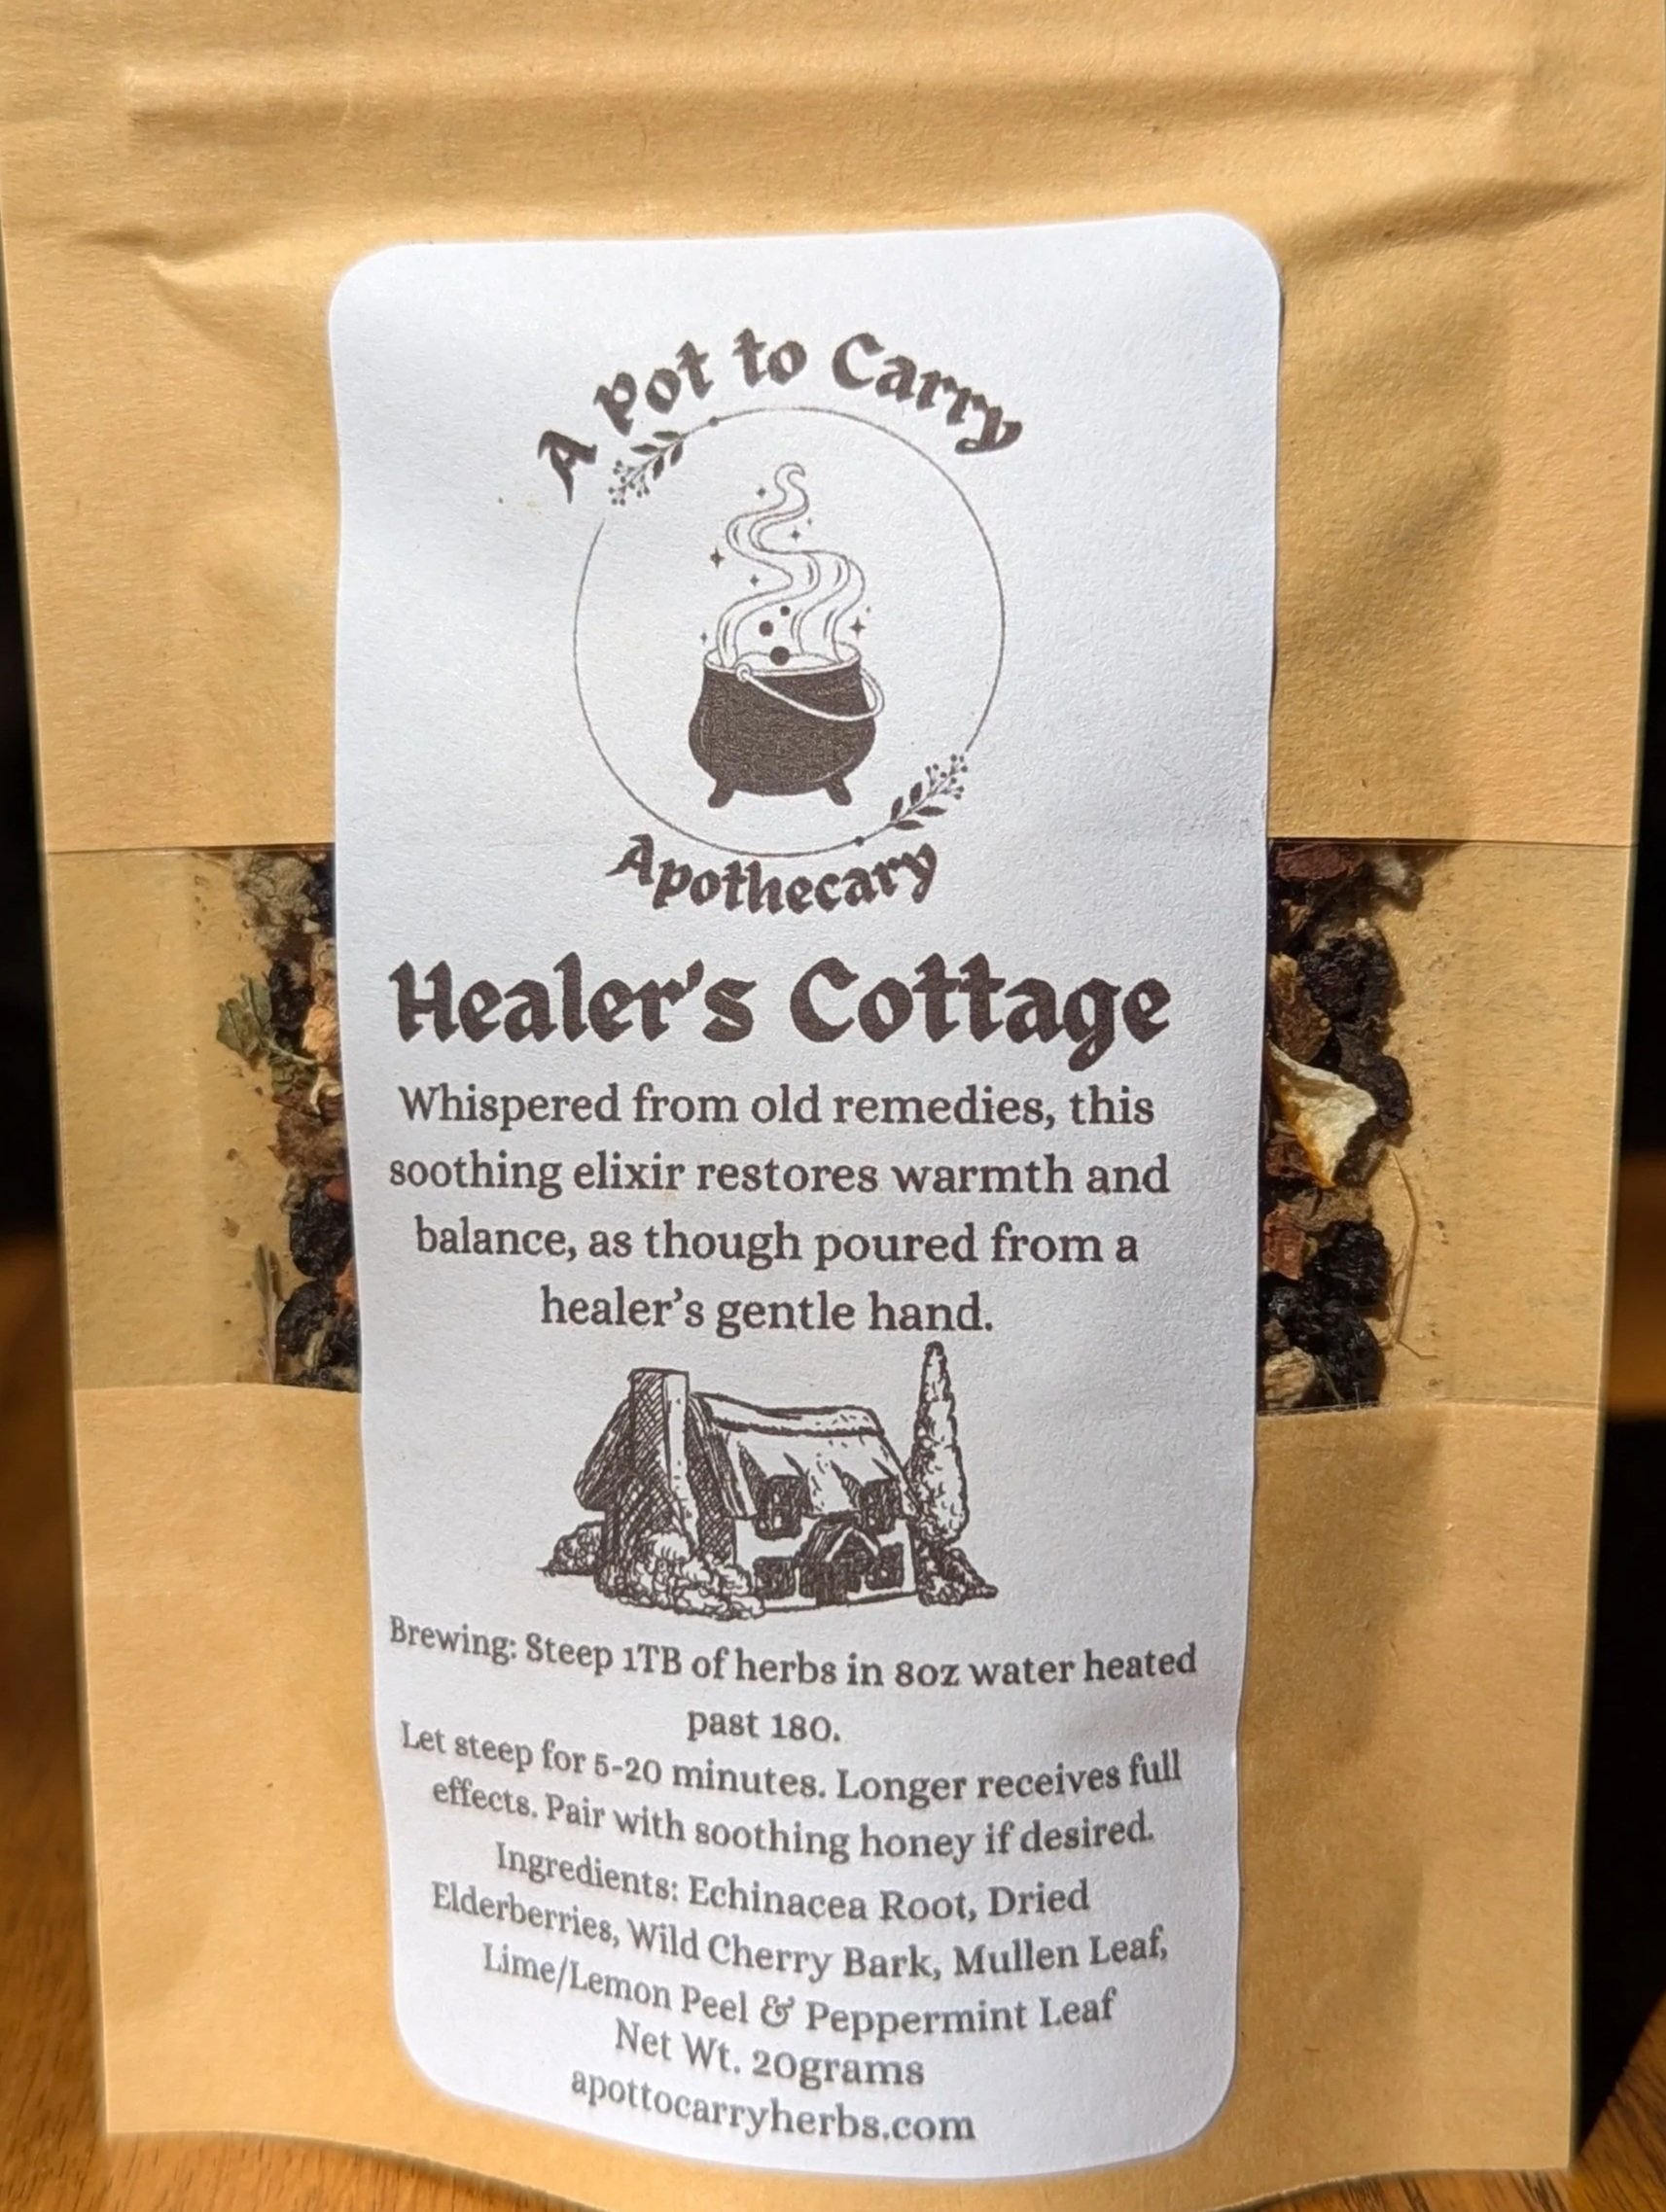 A Pot to Carry
Apothecary
Healer's Cottage
Whispered from old remedies, this
soothing elixir restores warmth and
balance, as though poured from a
healer's gentle hand.
Brewing: Steep 1TB of herbs in 8oz water heated
past 180.
Let steep for 5-20 minutes. Longer receives full
effects. Pair with soothing honey if desired.
Ingredients: Echinacea Root, Dried
Elderberries, Wild Cherry Bark, Mullen Leaf,
Lime/Lemon Peel & Peppermint Leaf
Net Wt. 20grams
apottocarryherbs.com